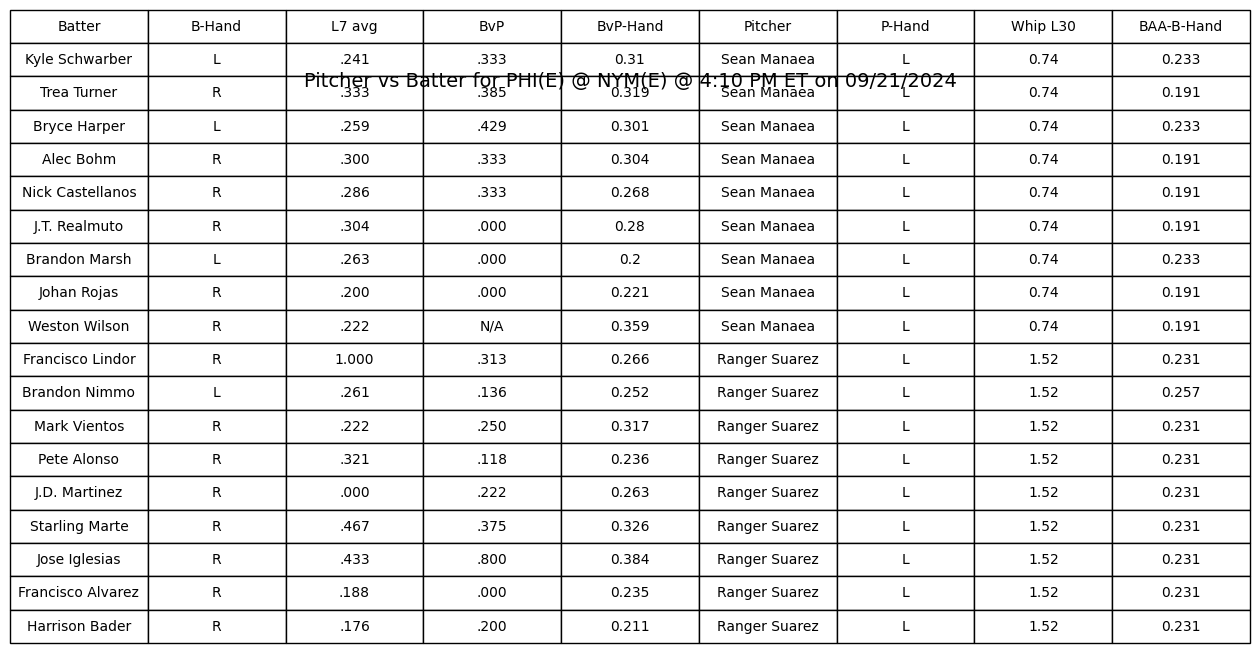 Batter B-Hand L7 avg BvP BvP-Hand Pitcher P-Hand Whip L30 BAA-B-Hand
Kyle Schwarber L .241 .333 0.31 Sean Manaea L 0.74 0.233
Pitcher vs Batter for PHI(E) @ NYM(E) @ 4:10 PM ET on 09/21/2024
Trea Turner R .333 .385 0.319 Sean Manaea L 0.74 0.191
Bryce Harper L .259 .429 0.301 Sean Manaea L 0.74 0.233
Alec Bohm R .300 .333 0.304 Sean Manaea L 0.74 0.191
Nick Castellanos R .286 .333 0.268 Sean Manaea L 0.74 0.191
J.T. Realmuto R .304 .000 0.28 Sean Manaea L 0.74 0.191
Brandon Marsh L .263 .000 0.2 Sean Manaea L 0.74 0.233
Johan Rojas R .200 .000 0.221 Sean Manaea L 0.74 0.191
Weston Wilson R .222 N/A 0.359 Sean Manaea L 0.74 0.191
Francisco Lindor R 1.000 .313 0.266 Ranger Suarez L 1.52 0.231
Brandon Nimmo L .261 .136 0.252 Ranger Suarez L 1.52 0.257
Mark Vientos R .222 .250 0.317 Ranger Suarez L 1.52 0.231
Pete Alonso R .321 .118 0.236 Ranger Suarez L 1.52 0.231
J.D. Martinez R .000 .222 0.263 Ranger Suarez L 1.52 0.231
Starling Marte R .467 .375 0.326 Ranger Suarez L 1.52 0.231
Jose Iglesias R .433 .800 0.384 Ranger Suarez L 1.52 0.231
Francisco Alvarez R .188 .000 0.235 Ranger Suarez L 1.52 0.231
Harrison Bader R .176 .200 0.211 Ranger Suarez L 1.52 0.231